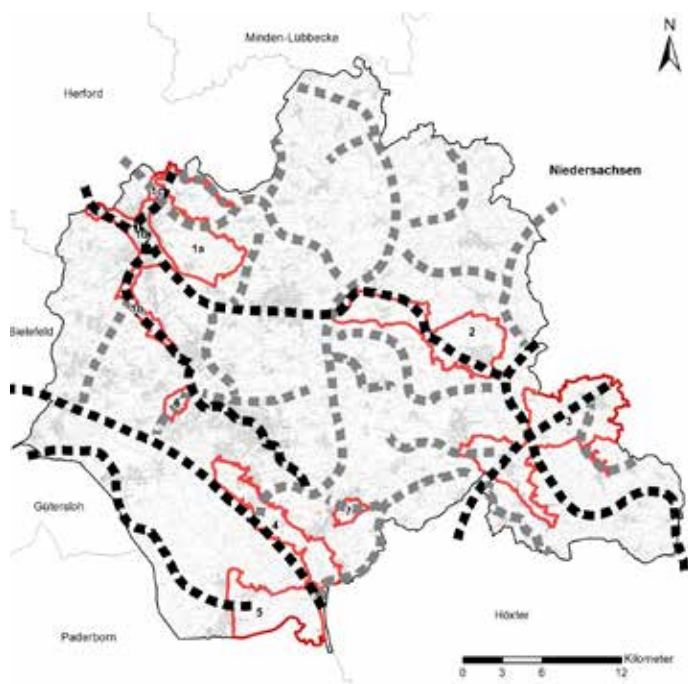 Minden-Lübbecke
N
Herford
Niedersachsen
1a
2
Bielefeld
3
Gütersloh
4
5
Höxter
Paderborn
Kilometer
0 3 6 12